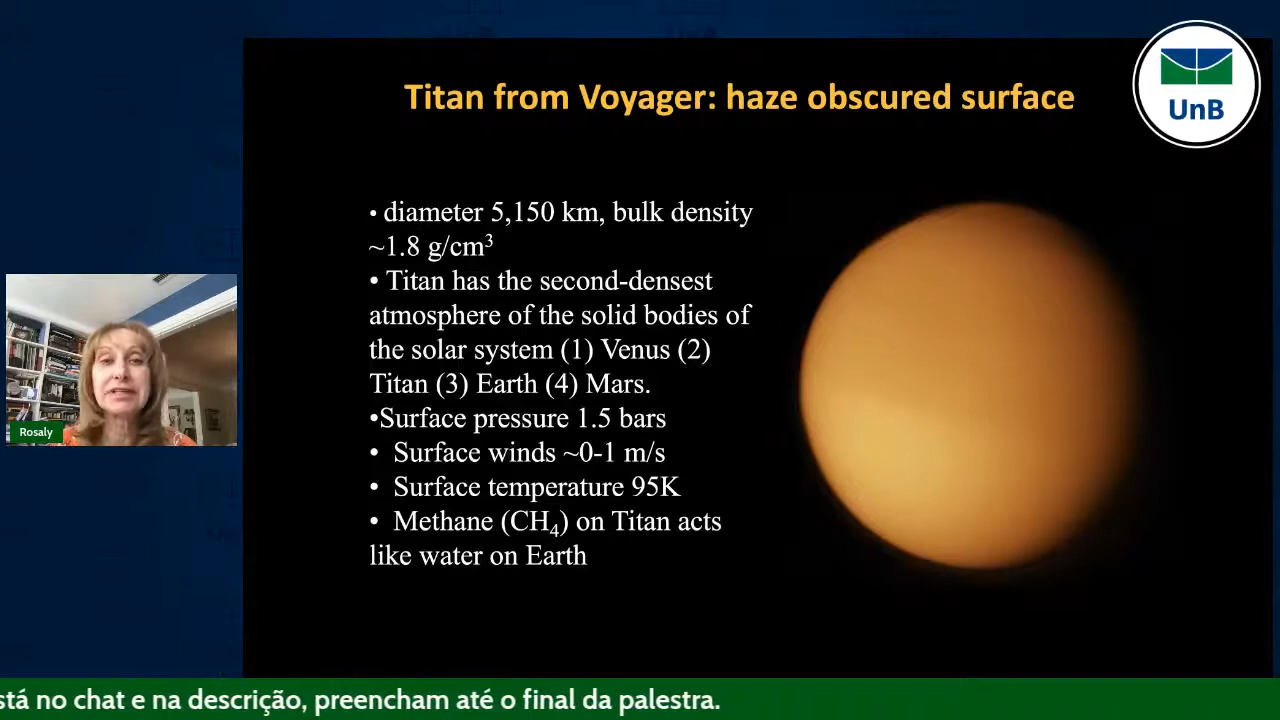 Titan from Voyager: haze obscured surface
UnB
• diameter 5,150 km, bulk density
~1.8 g/cm³
• Titan has the second-densest
atmosphere of the solid bodies of
the solar system (1) Venus (2)
Titan (3) Earth (4) Mars.
•Surface pressure 1.5 bars
• Surface winds ~0-1 m/s
• Surface temperature 95K
• Methane (CH₄) on Titan acts
like water on Earth
Rosaly
stá no chat e na descrição, preencham até o final da palestra.